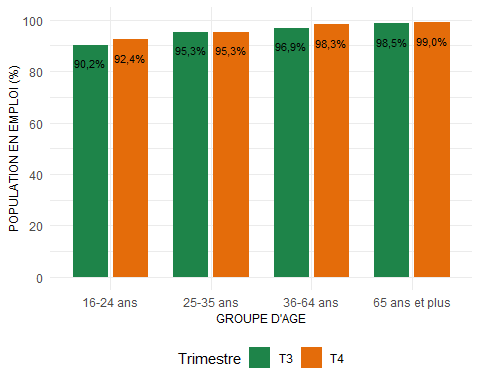 100
80
60
40
20
0
POPULATION EN EMPLOI (%)
90,2%
92,4%
95,3%
95,3%
96,9%
98,3%
98,5%
99,0%
16-24 ans
25-35 ans
36-64 ans
65 ans et plus
GROUPE D'AGE
Trimestre T3 T4